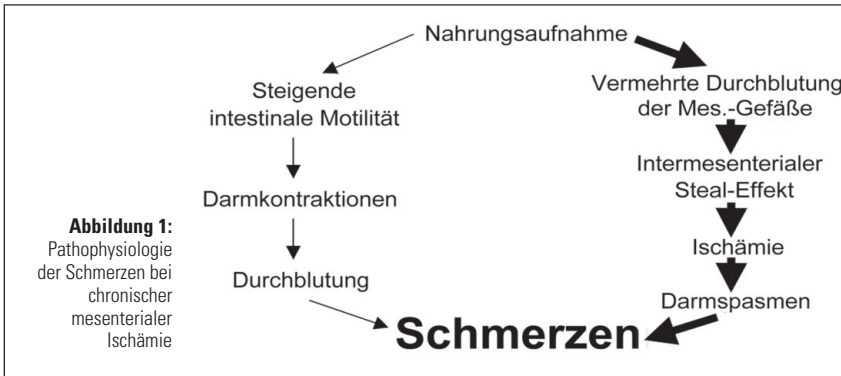 Nahrungsaufnahme
Steigende
intestinale Motilität
Darmkontraktionen
Durchblutung
Vermehrte Durchblutung
der Mes.-Gefäße
Intermesenterialer
Steal-Effekt
Ischämie
Darmspasmen
Schmerzen
Abbildung 1:
Pathophysiologie
der Schmerzen bei
chronischer
mesenterialer
Ischämie